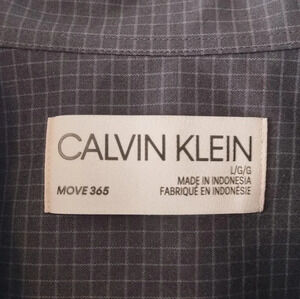 CALVIN KLEIN
L/G/G
MADE IN INDONESIA
MOVE 365
FABRIQUÉ EN INDONÉSIE